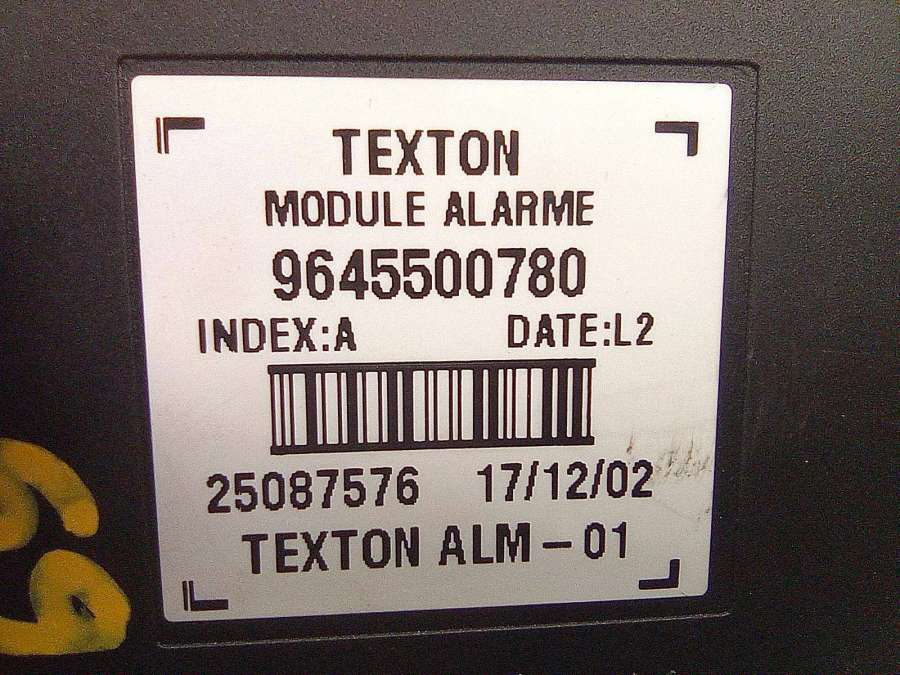 TEXTON
MODULE ALARME
9645500780
INDEX:A DATE:L2
25087576 17/12/02
TEXTON ALM-01